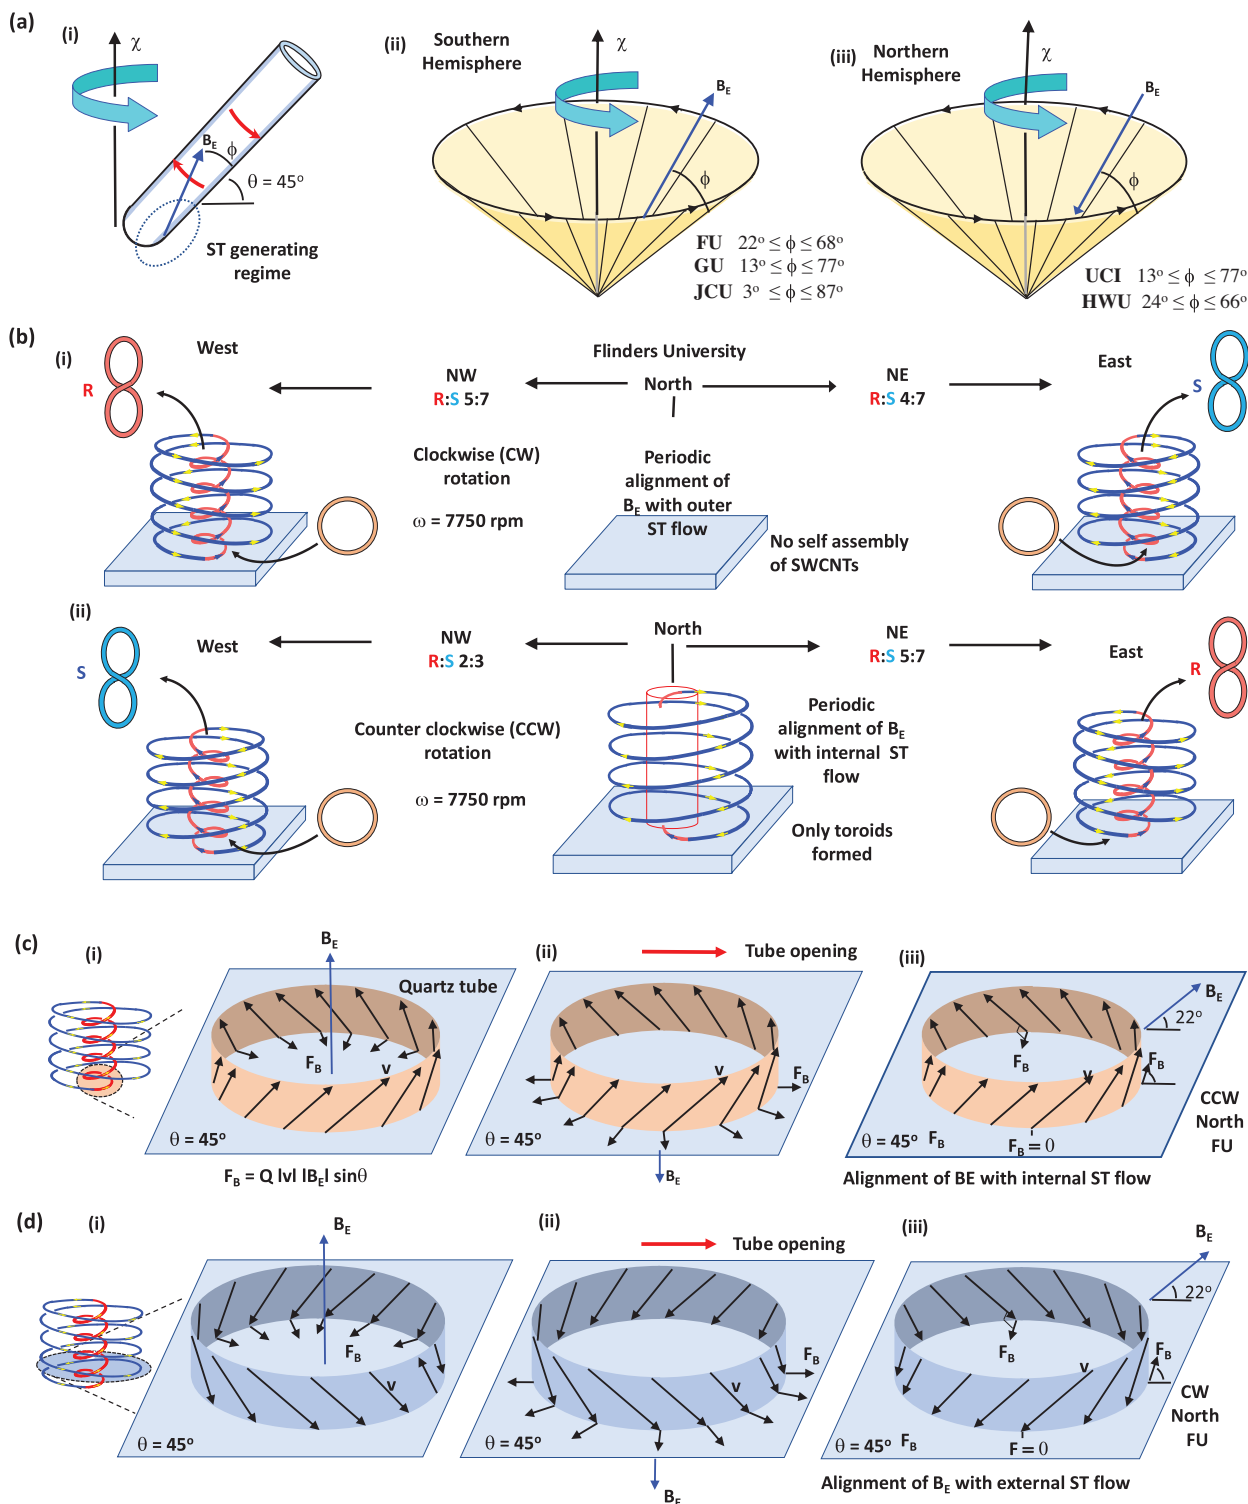 (a)
(i)
χ
B_E
ϕ
θ = 45°
ST generating
regime
(ii)
Southern
Hemisphere
χ
B_E
ϕ
FU 22° ≤ ϕ ≤ 68°
GU 13° ≤ ϕ ≤ 77°
JCU 3° ≤ ϕ ≤ 87°
(iii)
Northern
Hemisphere
χ
B_E
ϕ
UCI 13° ≤ ϕ ≤ 77°
HWU 24° ≤ ϕ ≤ 66°
(b)
(i)
West
R
NW
R:S 5:7
Flinders University
North
NE
R:S 4:7
East
S
Clockwise (CW)
rotation
ω = 7750 rpm
Periodic
alignment of
B_E with outer
ST flow
No self assembly
of SWCNTs
(ii)
West
S
NW
R:S 2:3
North
NE
R:S 5:7
East
R
Counter clockwise (CCW)
rotation
ω = 7750 rpm
Periodic
alignment of B_E
with internal ST
flow
Only toroids
formed
(c)
(i)
B_E
Quartz tube
F_B
v
θ = 45°
F_B = Q |v| |B_E| sinθ
(ii)
Tube opening
v
F_B
θ = 45°
B_E
(iii)
B_E
22°
F_B
v
F_B
θ = 45°
F_B
F_B = 0
CCW
North
FU
Alignment of BE with internal ST flow
(d)
(i)
B_E
F_B
v
θ = 45°
(ii)
Tube opening
F_B
v
θ = 45°
B_E
(iii)
B_E
22°
F_B
v
F_B
θ = 45°
F_B
F = 0
CW
North
FU
Alignment of B_E with external ST flow